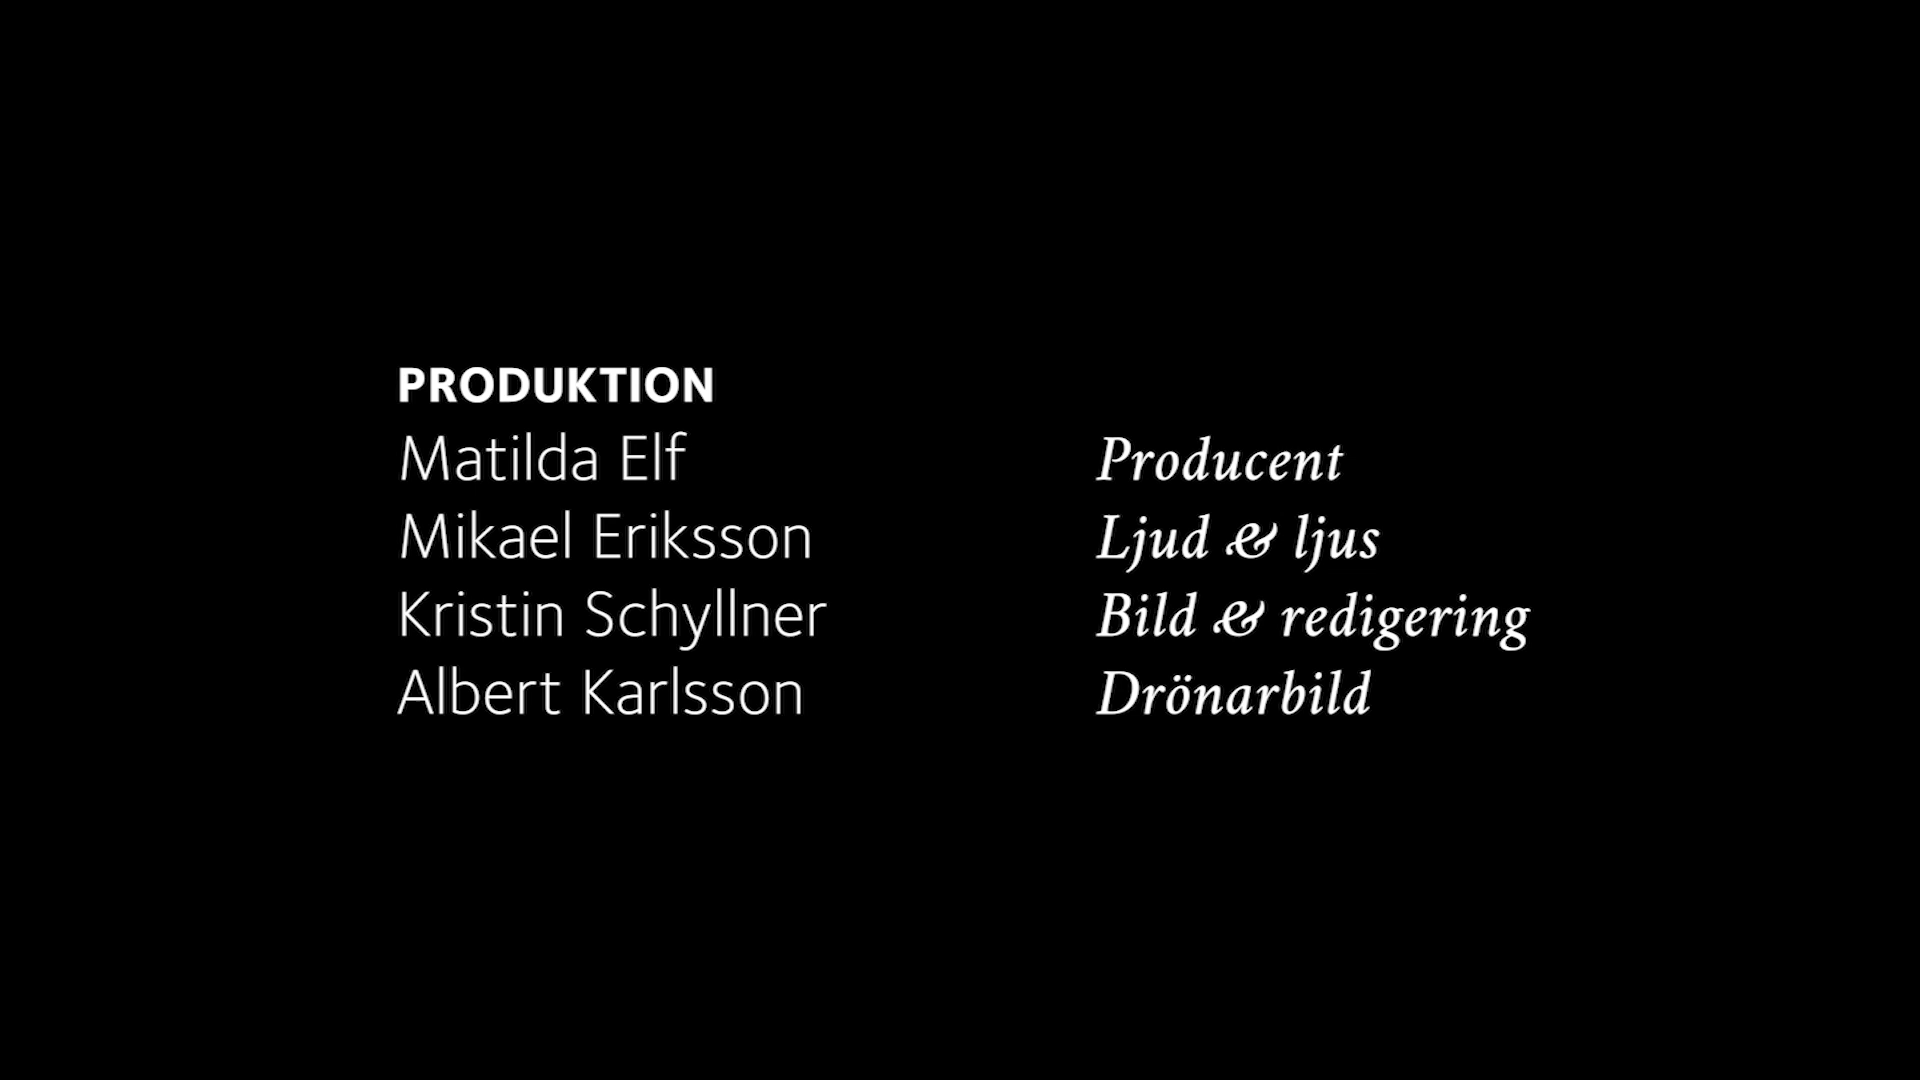 PRODUKTION
Matilda Elf Producent
Mikael Eriksson Ljud & ljus
Kristin Schyllner Bild & redigering
Albert Karlsson Drönarbild